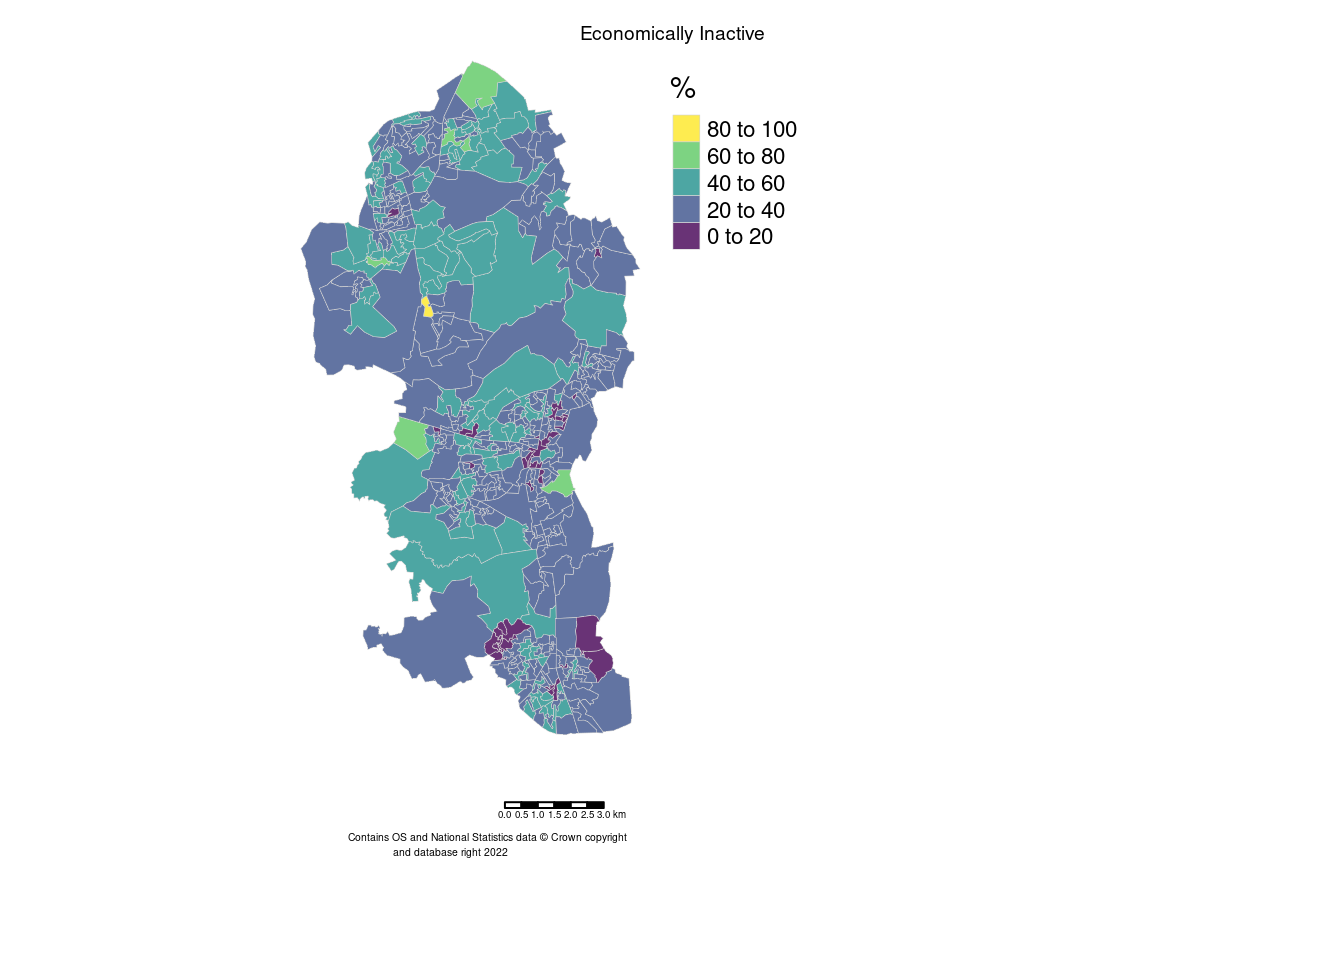 Economically Inactive
%
80 to 100
60 to 80
40 to 60
20 to 40
0 to 20
0.0 0.5 1.0 1.5 2.0 2.5 3.0 km
Contains OS and National Statistics data © Crown copyright
and database right 2022